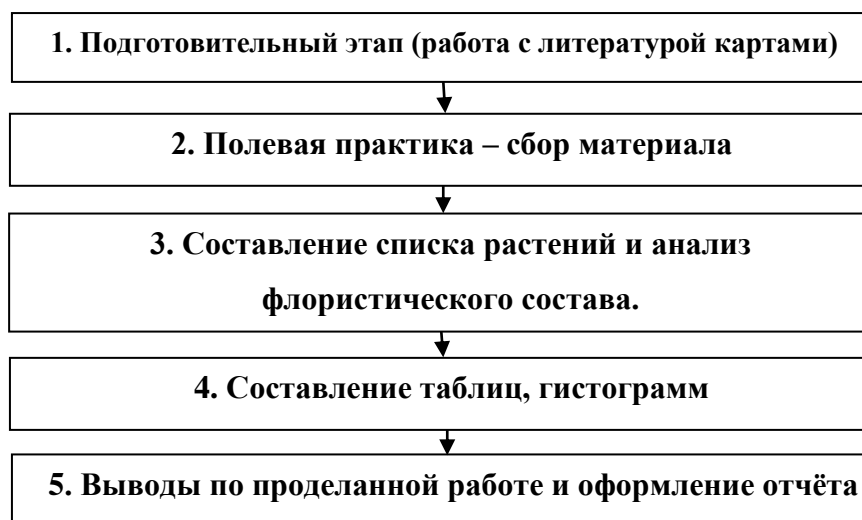 1. Подготовительный этап (работа с литературой картами)
2. Полевая практика – сбор материала
3. Составление списка растений и анализ
флористического состава.
4. Составление таблиц, гистограмм
5. Выводы по проделанной работе и оформление отчёта